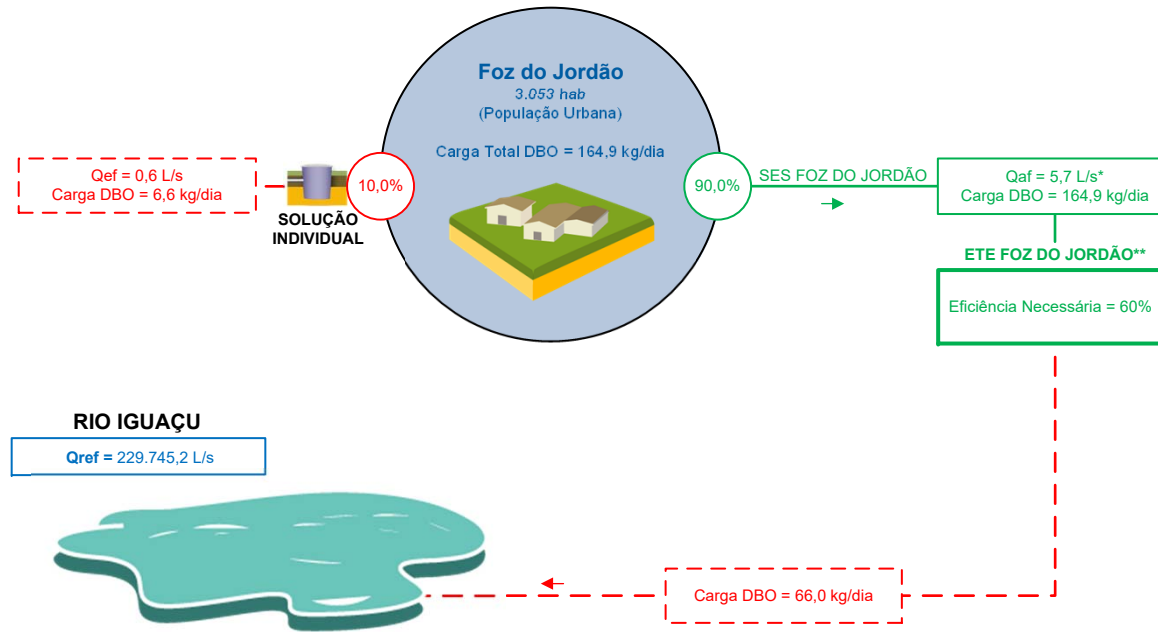 Foz do Jordão
3.053 hab
(População Urbana)
Carga Total DBO = 164,9 kg/dia
Qef = 0,6 L/s
Carga DBO = 6,6 kg/dia
SOLUÇÃO
INDIVIDUAL
10,0%
90,0%
SES FOZ DO JORDÃO
Qaf = 5,7 L/s*
Carga DBO = 164,9 kg/dia
ETE FOZ DO JORDÃO**
Eficiência Necessária = 60%
RIO IGUAÇU
Qref = 229.745,2 L/s
Carga DBO = 66,0 kg/dia